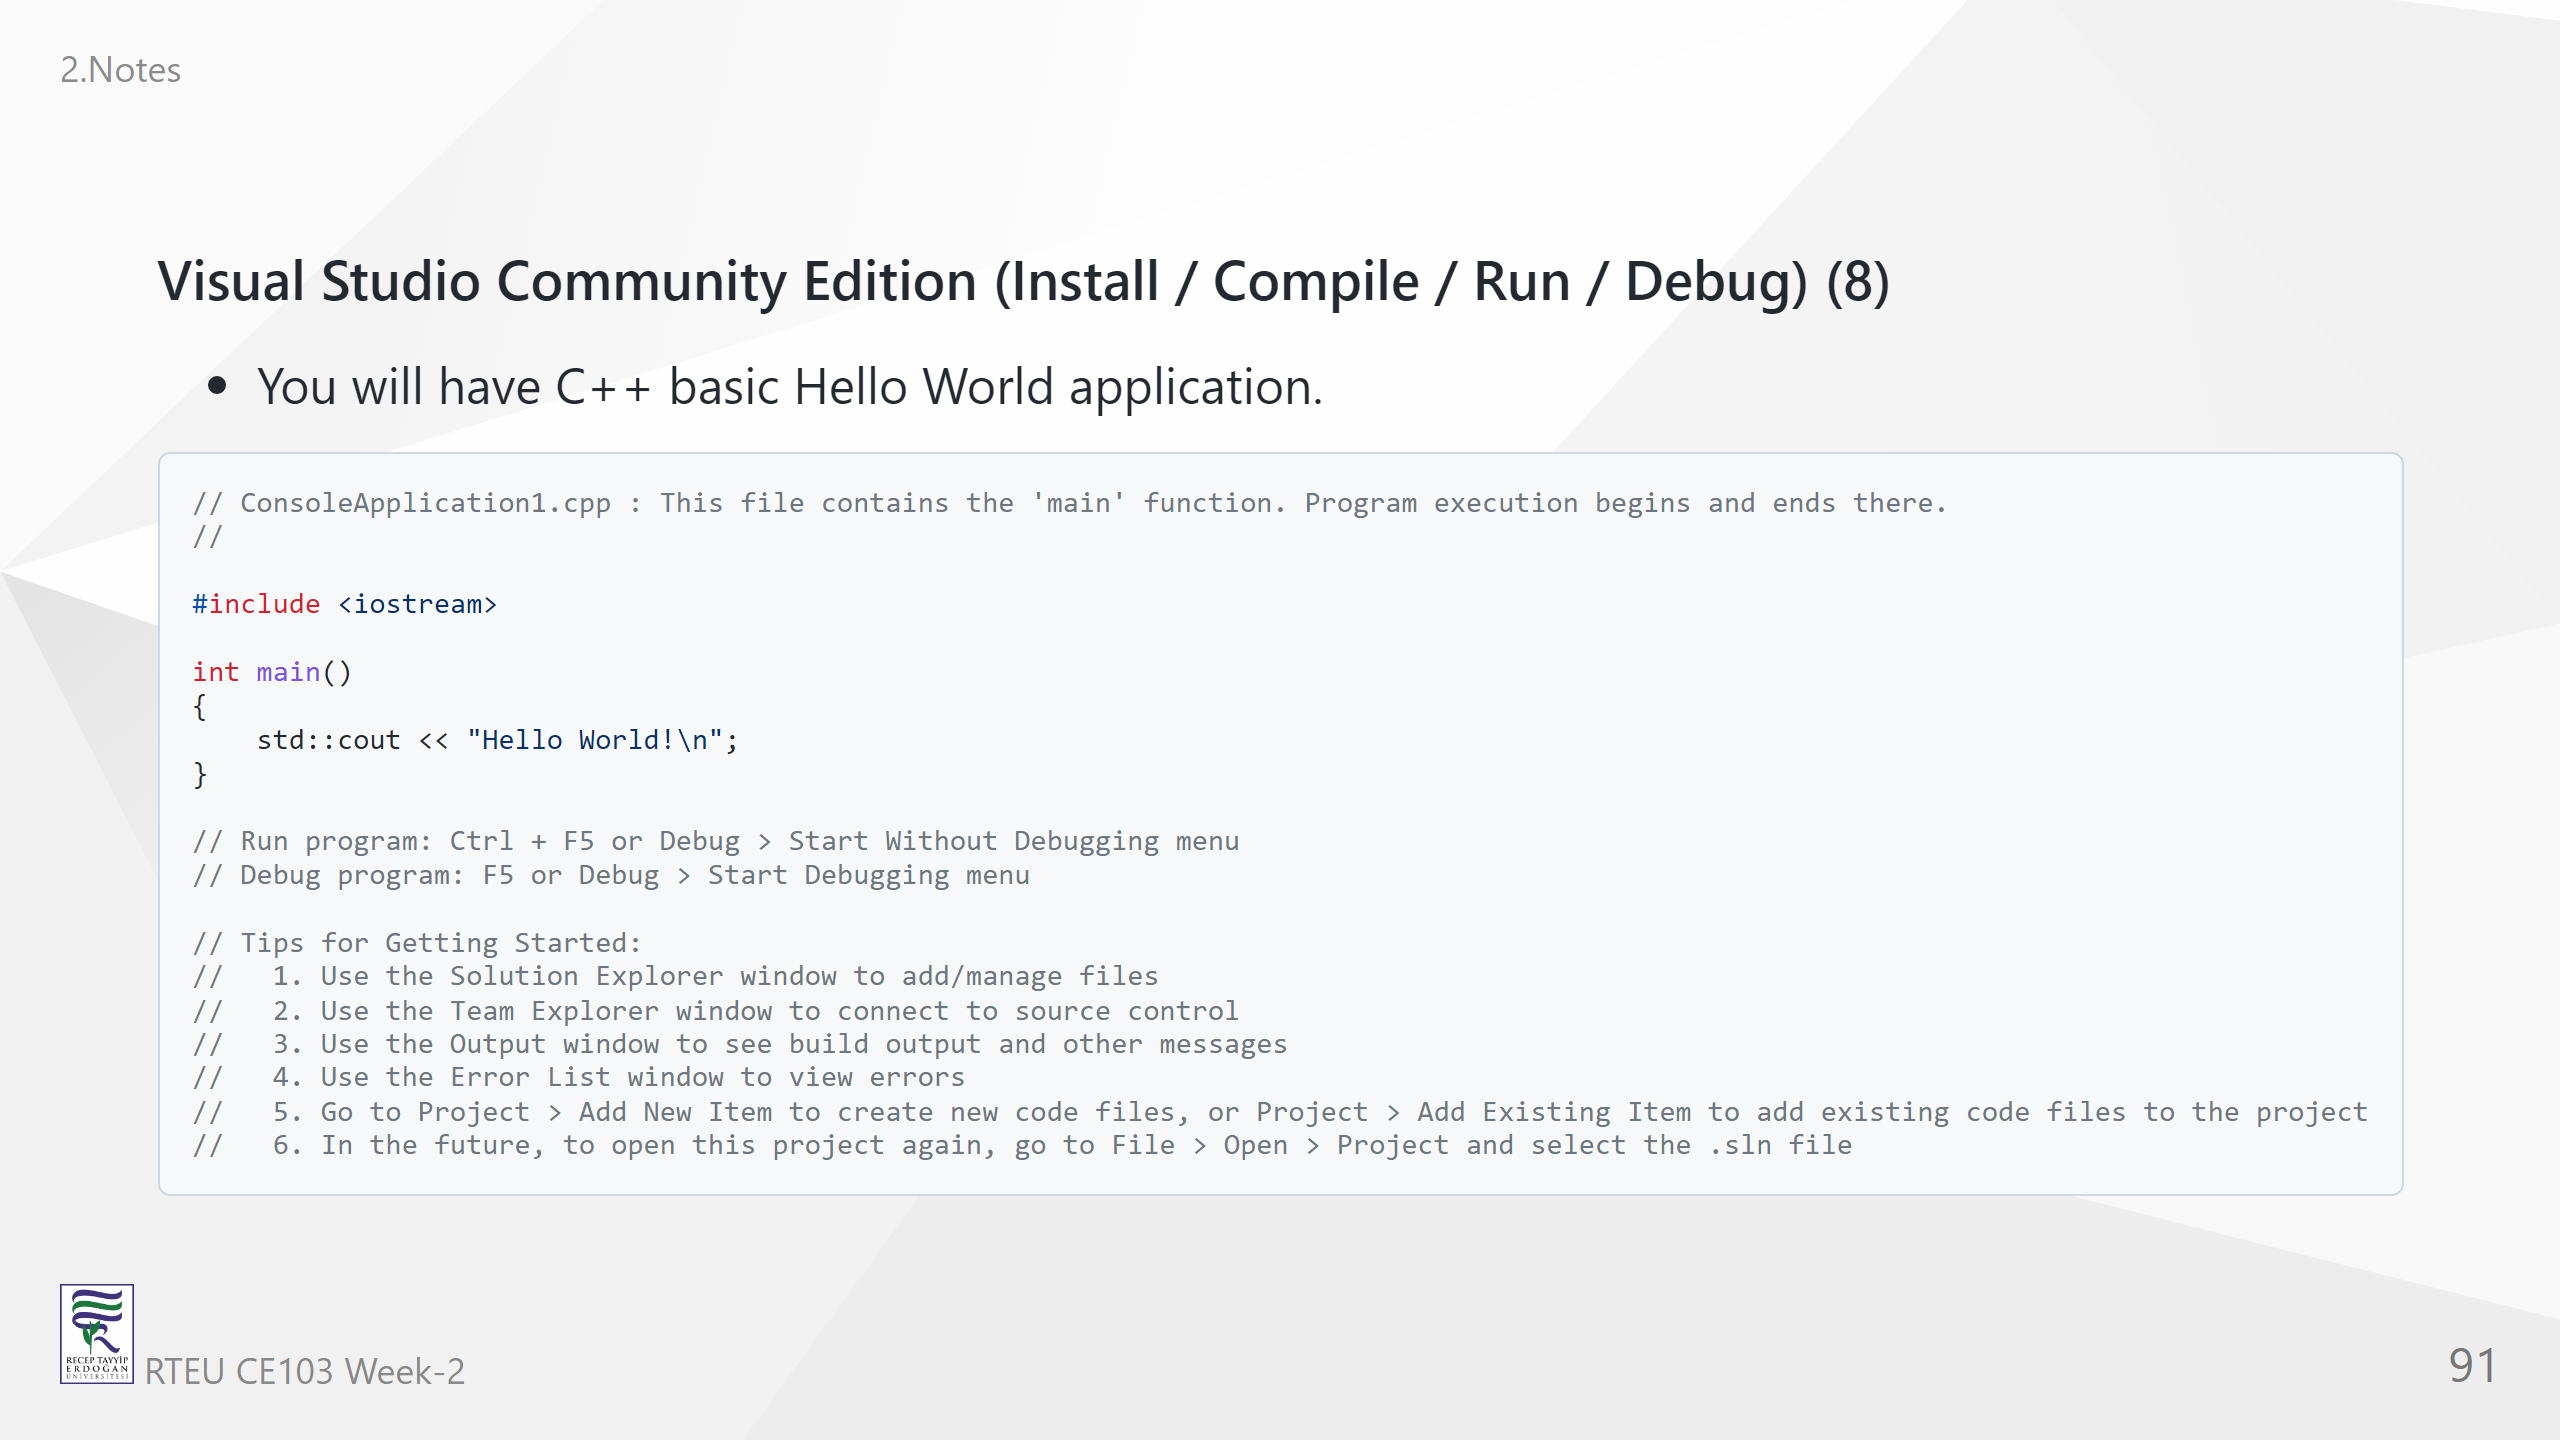 2.Notes
Visual Studio Community Edition (Install / Compile / Run / Debug) (8)
• You will have C++ basic Hello World application.
// ConsoleApplication1.cpp : This file contains the 'main' function. Program execution begins and ends there.
//
#include <iostream>
int main()
{
    std::cout << "Hello World!\n";
}
// Run program: Ctrl + F5 or Debug > Start Without Debugging menu
// Debug program: F5 or Debug > Start Debugging menu
// Tips for Getting Started:
//   1. Use the Solution Explorer window to add/manage files
//   2. Use the Team Explorer window to connect to source control
//   3. Use the Output window to see build output and other messages
//   4. Use the Error List window to view errors
//   5. Go to Project > Add New Item to create new code files, or Project > Add Existing Item to add existing code files to the project
//   6. In the future, to open this project again, go to File > Open > Project and select the .sln file
RECEP TAYYİP
ERDOĞAN
ÜNİVERSİTESİ
RTEU CE103 Week-2
91